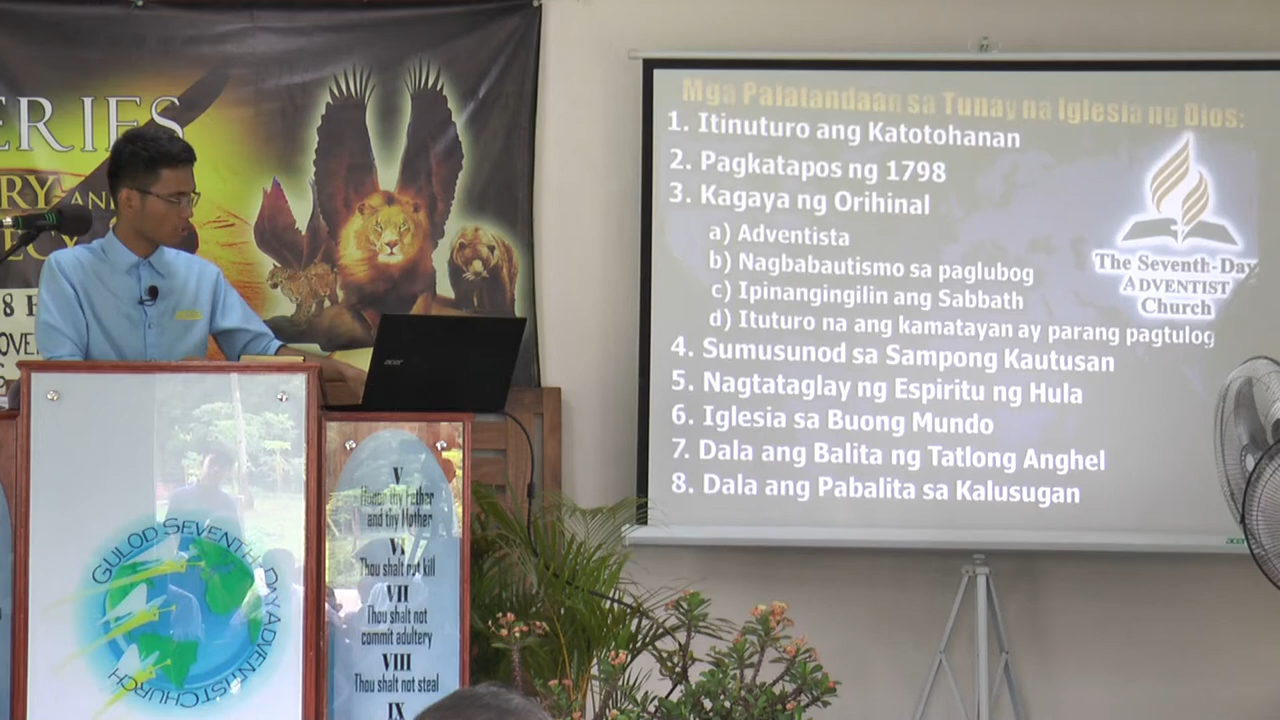 ERIES
RY AND
Mga Palatandaan sa Tunay na Iglesia ng Dios:
1. Itinuturo ang Katotohanan
2. Pagkatapos ng 1798
3. Kagaya ng Orihinal
a) Adventista
b) Nagbabautismo sa paglubog
c) Ipinangingilin ang Sabbath
d) Ituturo na ang kamatayan ay parang pagtulog
4. Sumusunod sa Sampong Kautusan
5. Nagtataglay ng Espiritu ng Hula
6. Iglesia sa Buong Mundo
7. Dala ang Balita ng Tatlong Anghel
8. Dala ang Pabalita sa Kalusugan
The Seventh-Day
ADVENTIST
Church
acer
acer
GULOD SEVENTH DAY ADVENTIST CHURCH
V
Honor thy Father
and thy Mother
VI
Thou shalt not kill
VII
Thou shalt not
commit adultery
VIII
Thou shalt not steal
IX